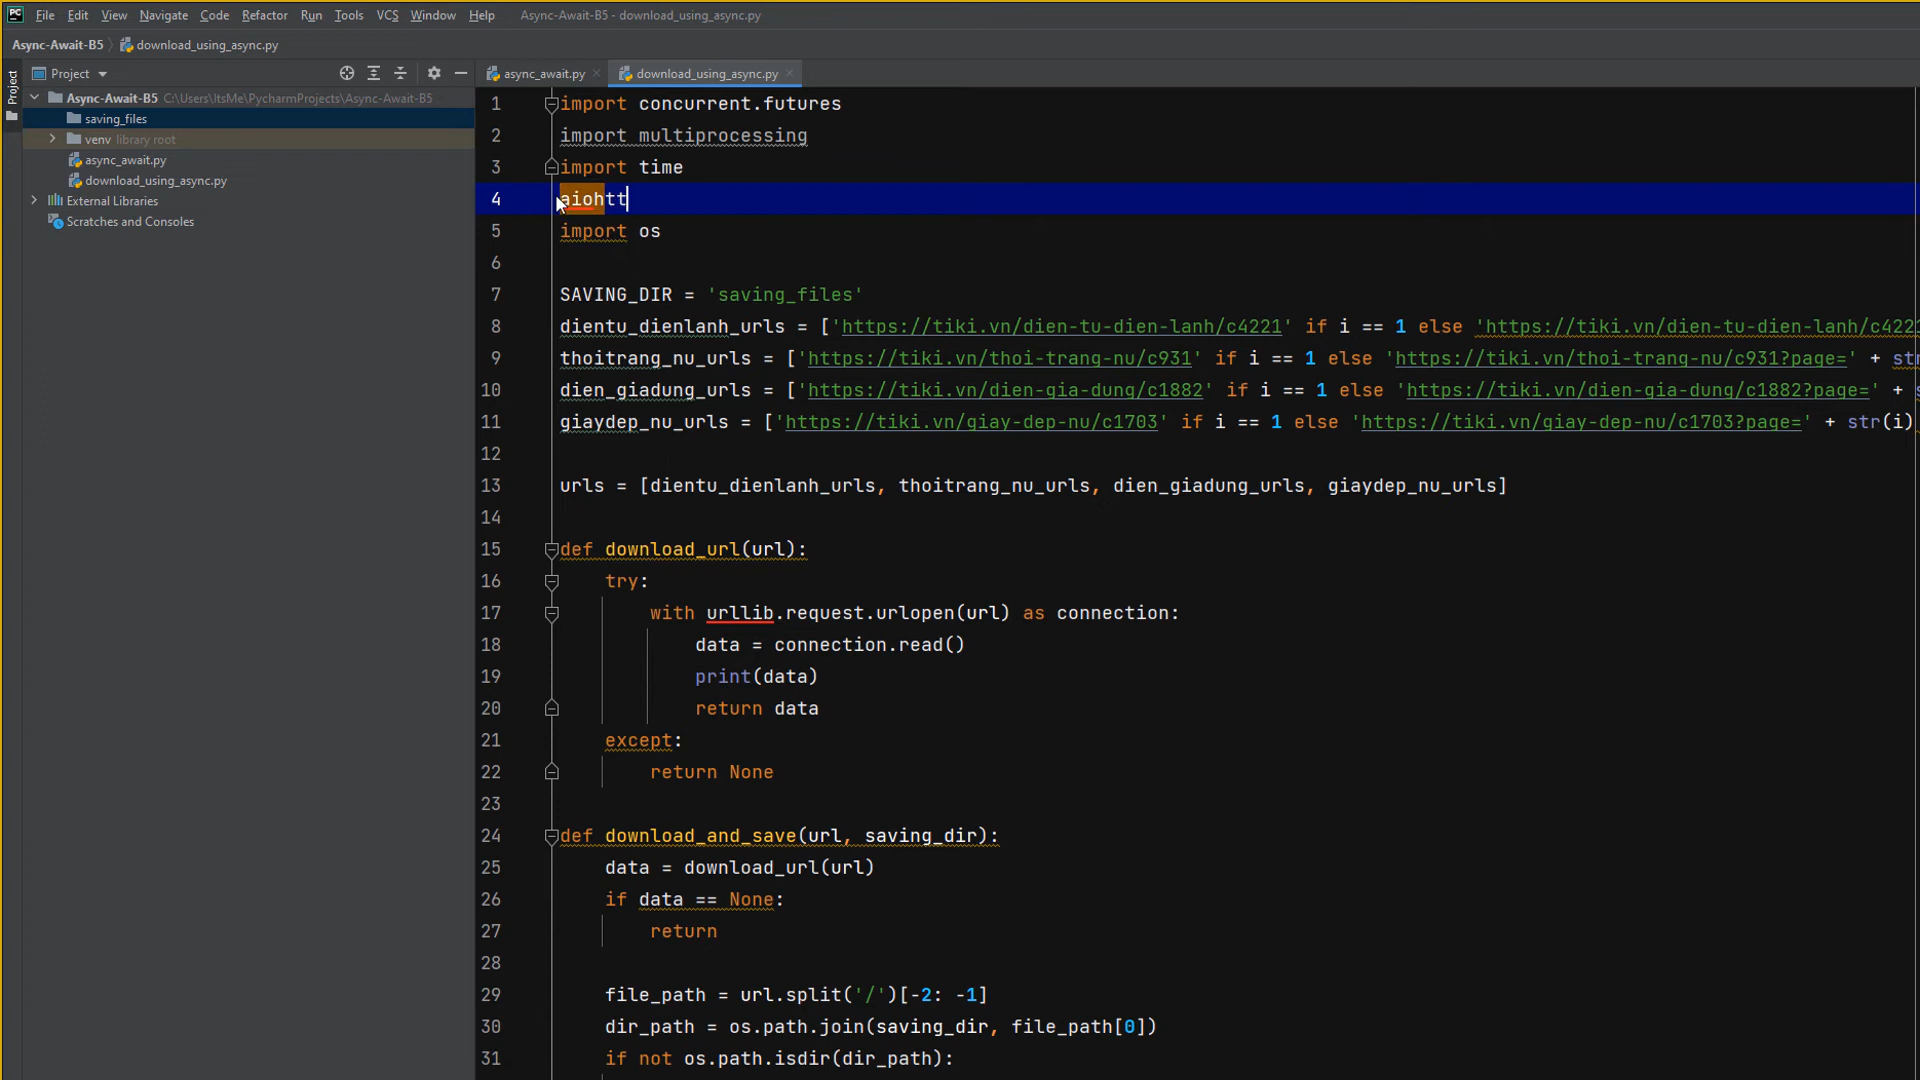 PC File Edit View Navigate Code Refactor Run Tools VCS Window Help Async-Await-B5 - download_using_async.py
Async-Await-B5 download_using_async.py
Project
Project
async_await.py
download_using_async.py
Async-Await-B5 C:\Users\ItsMe\PycharmProjects\Async-Await-B5
saving_files
venv library root
async_await.py
download_using_async.py
External Libraries
Scratches and Consoles
1 import concurrent.futures
2 import multiprocessing
3 import time
4 aiohtt
5 import os
6
7 SAVING_DIR = 'saving_files'
8 dientu_dienlanh_urls = ['https://tiki.vn/dien-tu-dien-lanh/c4221' if i == 1 else 'https://tiki.vn/dien-tu-dien-lanh/c4221
9 thoitrang_nu_urls = ['https://tiki.vn/thoi-trang-nu/c931' if i == 1 else 'https://tiki.vn/thoi-trang-nu/c931?page=' + str
10 dien_giadung_urls = ['https://tiki.vn/dien-gia-dung/c1882' if i == 1 else 'https://tiki.vn/dien-gia-dung/c1882?page=' +
11 giaydep_nu_urls = ['https://tiki.vn/giay-dep-nu/c1703' if i == 1 else 'https://tiki.vn/giay-dep-nu/c1703?page=' + str(i)
12
13 urls = [dientu_dienlanh_urls, thoitrang_nu_urls, dien_giadung_urls, giaydep_nu_urls]
14
15 def download_url(url):
16 try:
17 with urllib.request.urlopen(url) as connection:
18 data = connection.read()
19 print(data)
20 return data
21 except:
22 return None
23
24 def download_and_save(url, saving_dir):
25 data = download_url(url)
26 if data == None:
27 return
28
29 file_path = url.split('/')[-2: -1]
30 dir_path = os.path.join(saving_dir, file_path[0])
31 if not os.path.isdir(dir_path):